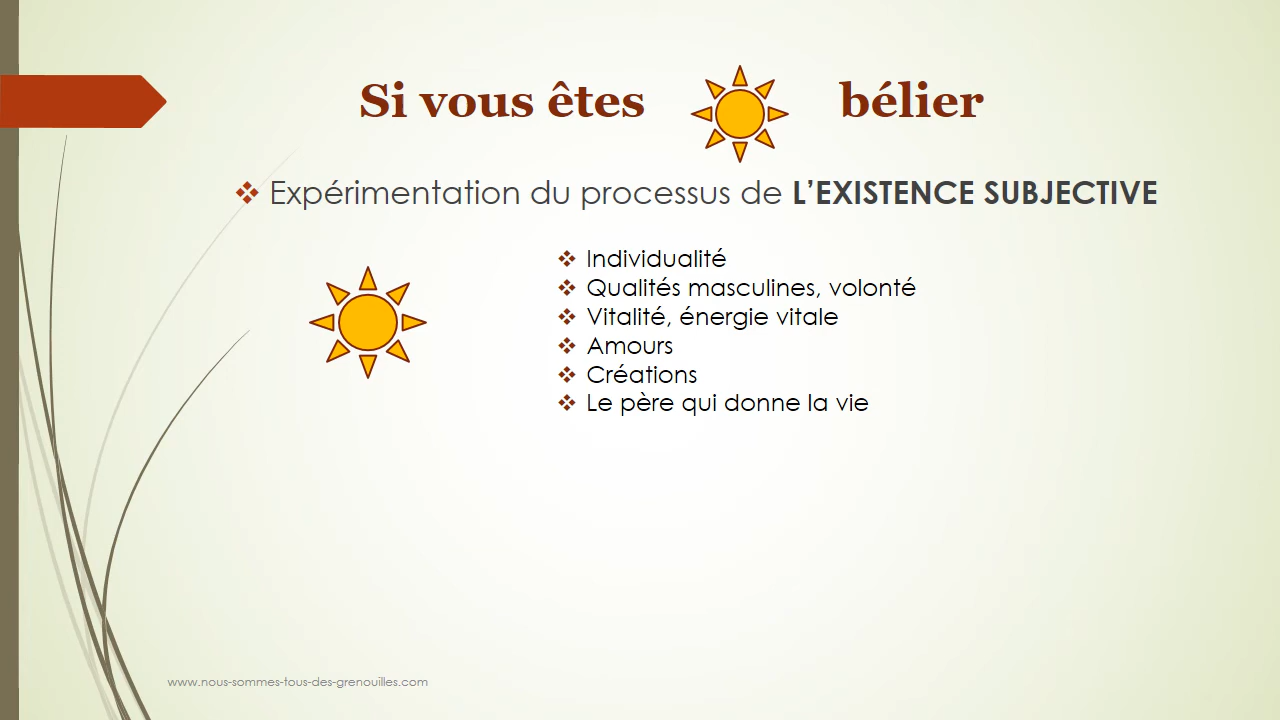 Si vous êtes bélier
Expérimentation du processus de L’EXISTENCE SUBJECTIVE
Individualité
Qualités masculines, volonté
Vitalité, énergie vitale
Amours
Créations
Le père qui donne la vie
www.nous-sommes-tous-des-grenouilles.com